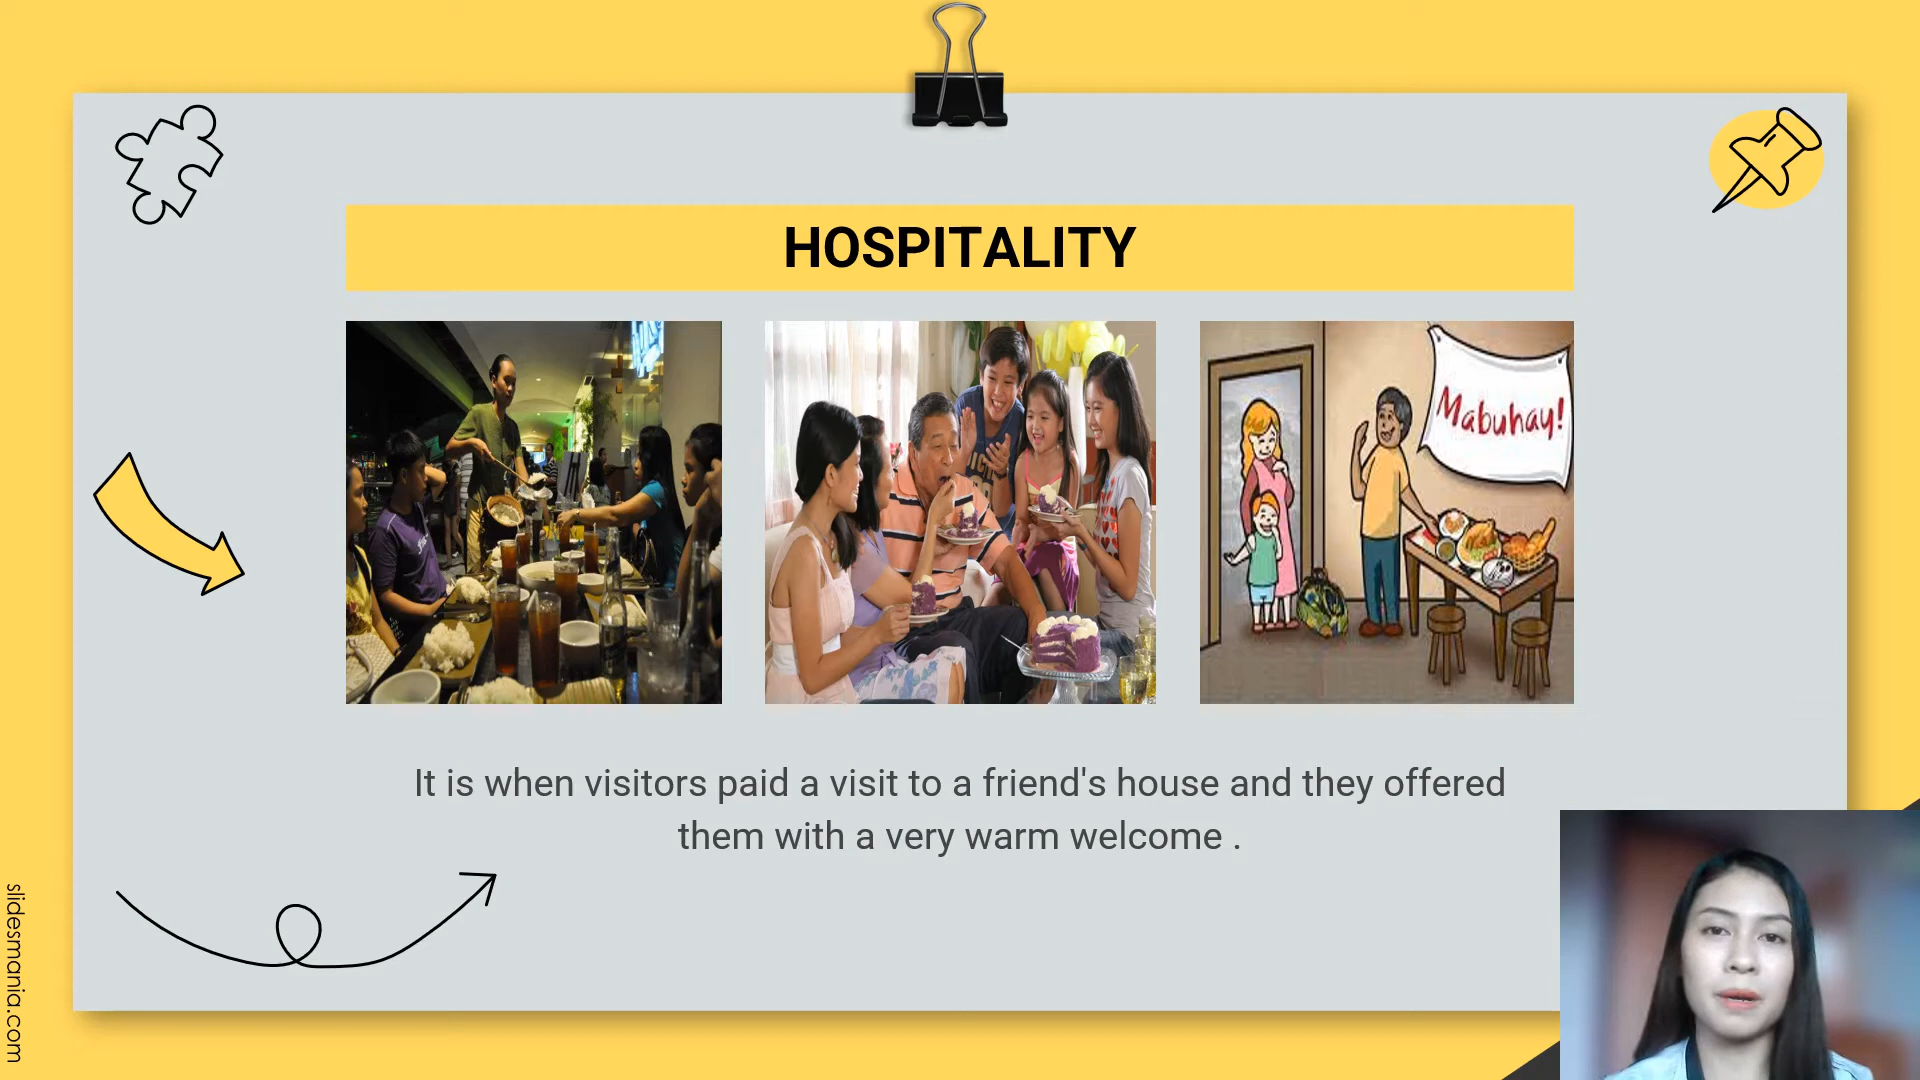 HOSPITALITY
Mabuhay!
It is when visitors paid a visit to a friend's house and they offered
them with a very warm welcome .
slidesmania.com